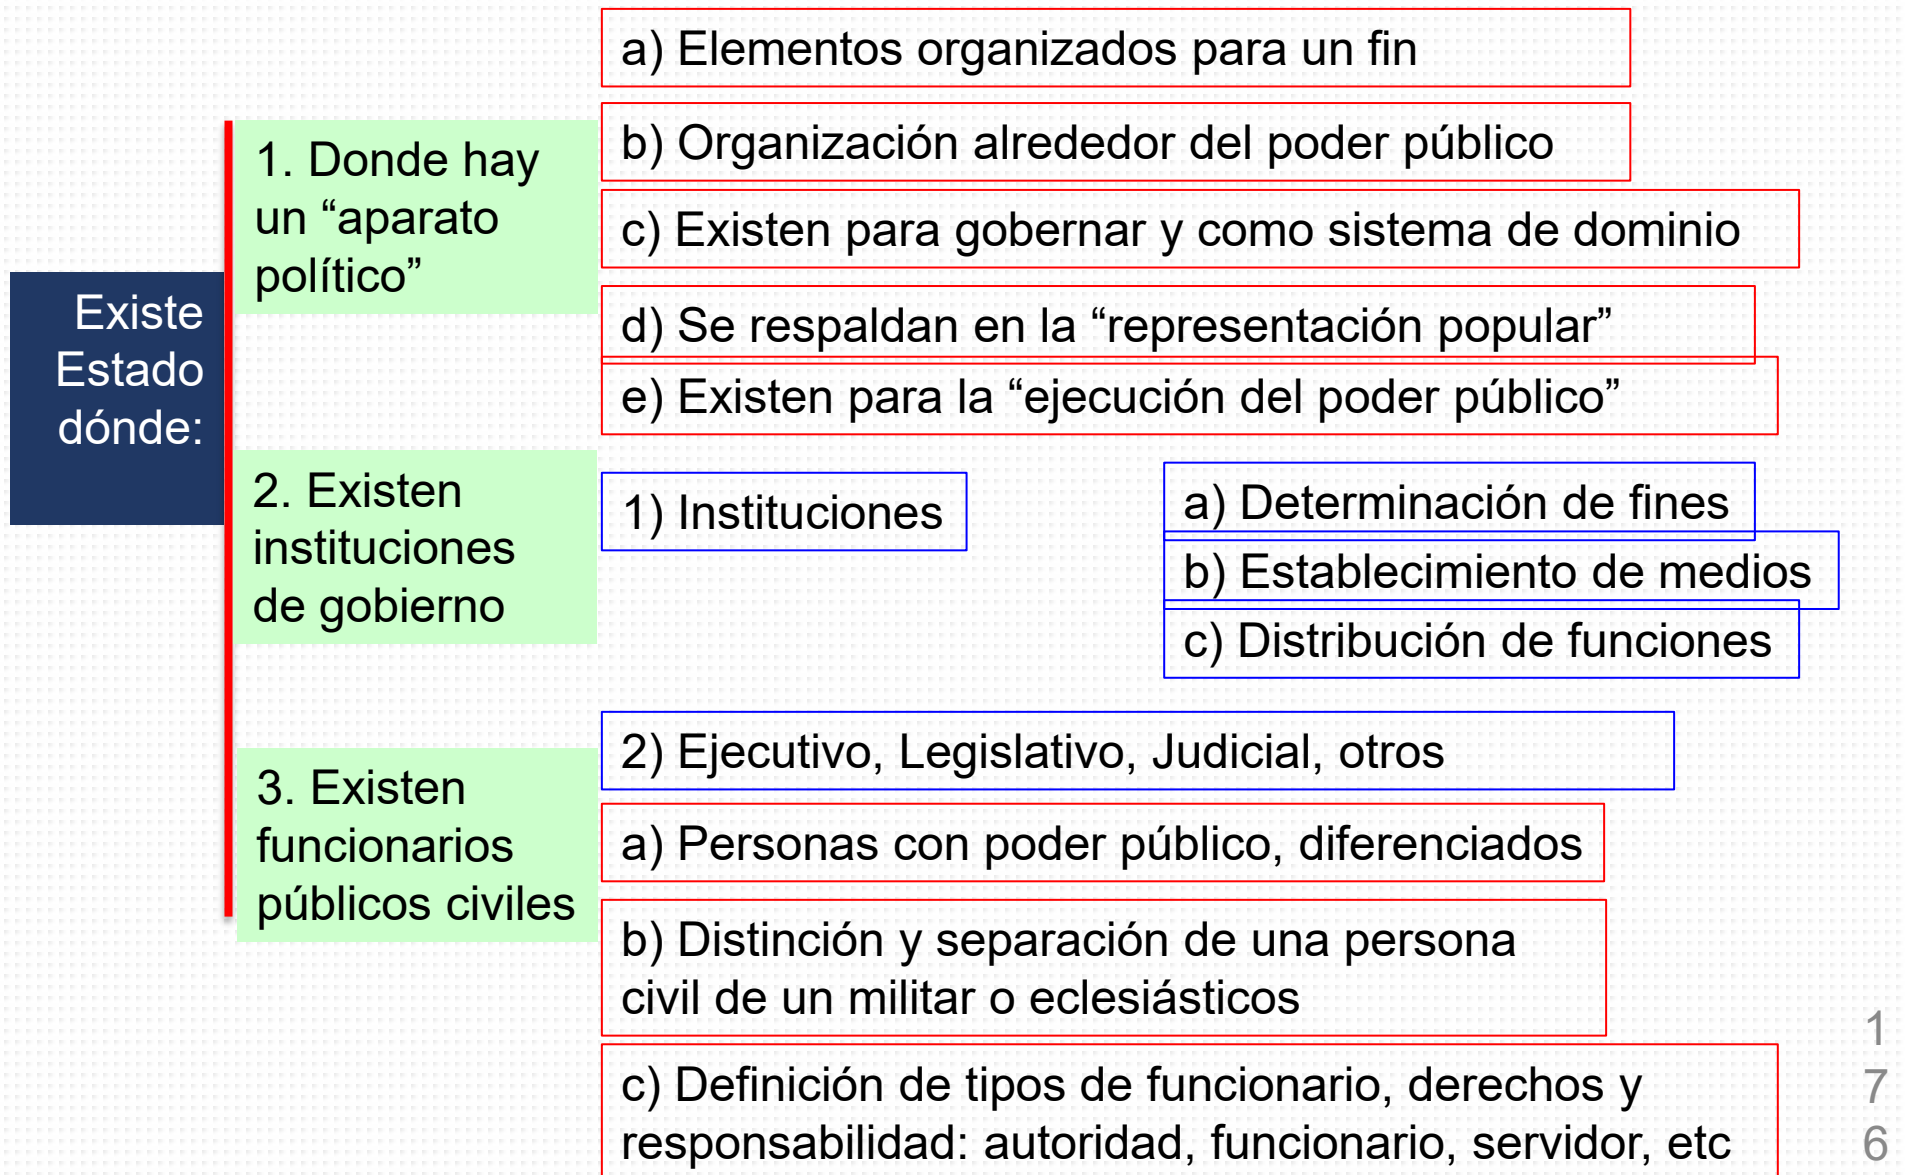 Existe
Estado
dónde:
1. Donde hay
un “aparato
político”
a) Elementos organizados para un fin
b) Organización alrededor del poder público
c) Existen para gobernar y como sistema de dominio
d) Se respaldan en la “representación popular”
e) Existen para la “ejecución del poder público”
2. Existen
instituciones
de gobierno
1) Instituciones
a) Determinación de fines
b) Establecimiento de medios
c) Distribución de funciones
2) Ejecutivo, Legislativo, Judicial, otros
3. Existen
funcionarios
públicos civiles
a) Personas con poder público, diferenciados
b) Distinción y separación de una persona
civil de un militar o eclesiásticos
c) Definición de tipos de funcionario, derechos y
responsabilidad: autoridad, funcionario, servidor, etc
1
7
6